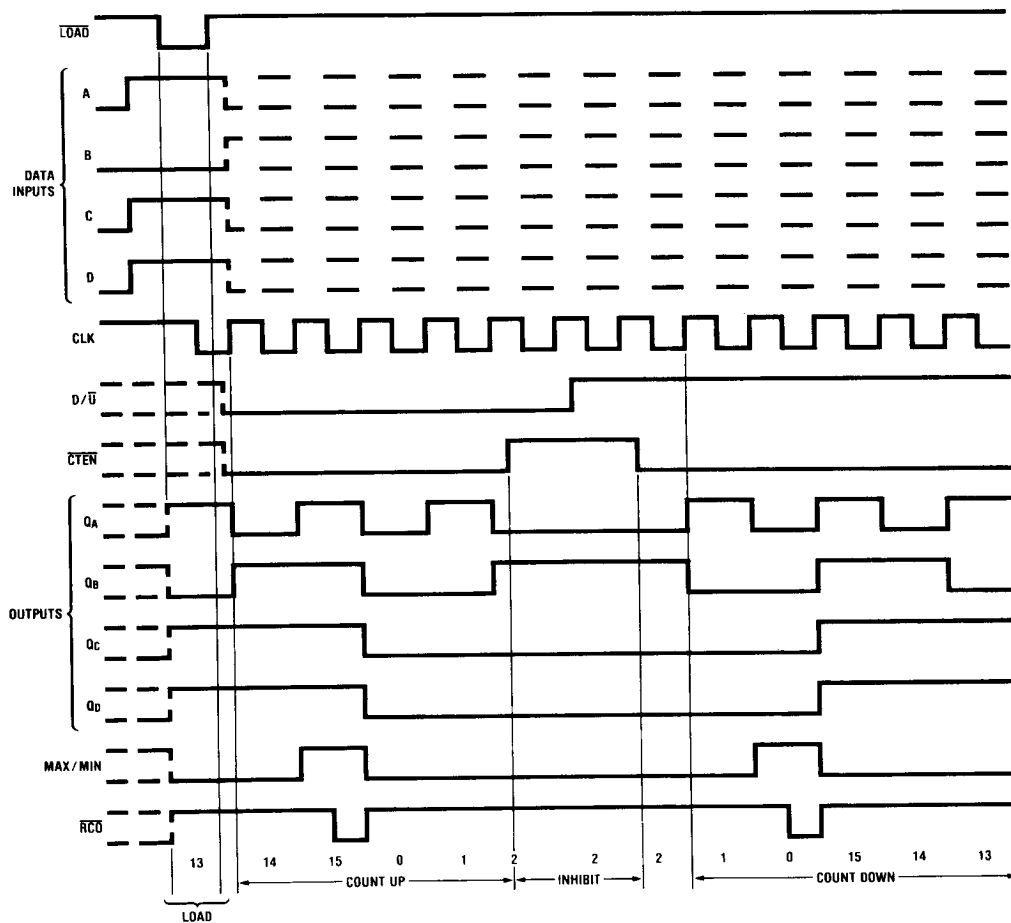 LOAD
A
B
DATA
INPUTS
C
D
CLK
D/U
CTEN
QA
QB
OUTPUTS
QC
QD
MAX/MIN
RCO
13 14 15 0 1 2 2 2 1 0 15 14 13
COUNT UP INHIBIT COUNT DOWN
LOAD